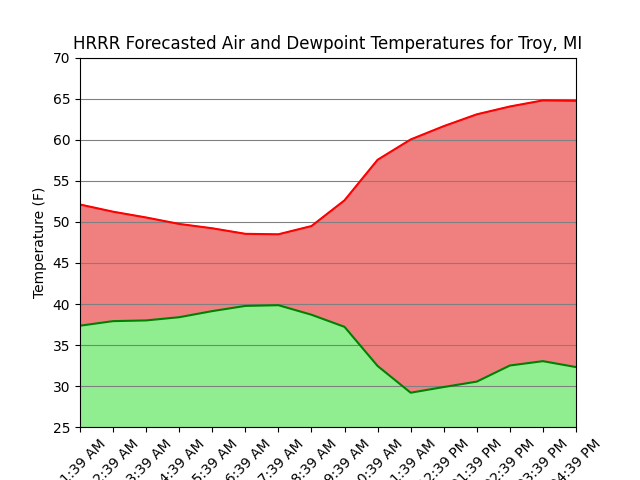 HRRR Forecasted Air and Dewpoint Temperatures for Troy, MI
Temperature (F)
70
65
60
55
50
45
40
35
30
25
1:39 AM
2:39 AM
3:39 AM
4:39 AM
5:39 AM
6:39 AM
7:39 AM
8:39 AM
9:39 AM
0:39 AM
1:39 AM
2:39 PM
01:39 PM
02:39 PM
03:39 PM
04:39 PM